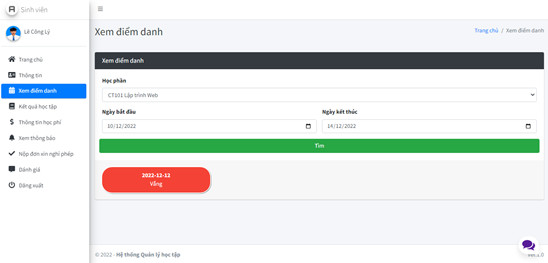 Sinh viên
Lê Công Lý
Trang chủ
Thông tin
Xem điểm danh
Kết quả học tập
Thông tin học phí
Xem thông báo
Nộp đơn xin nghỉ phép
Đánh giá
Đăng xuất
Xem điểm danh
Trang chủ / Xem điểm danh
Xem điểm danh
Học phần
CT101 Lập trình Web
Ngày bắt đầu
Ngày kết thúc
10/12/2022
14/12/2022
Tìm
2022-12-12
Vắng
© 2022 - Hệ thống Quản lý học tập